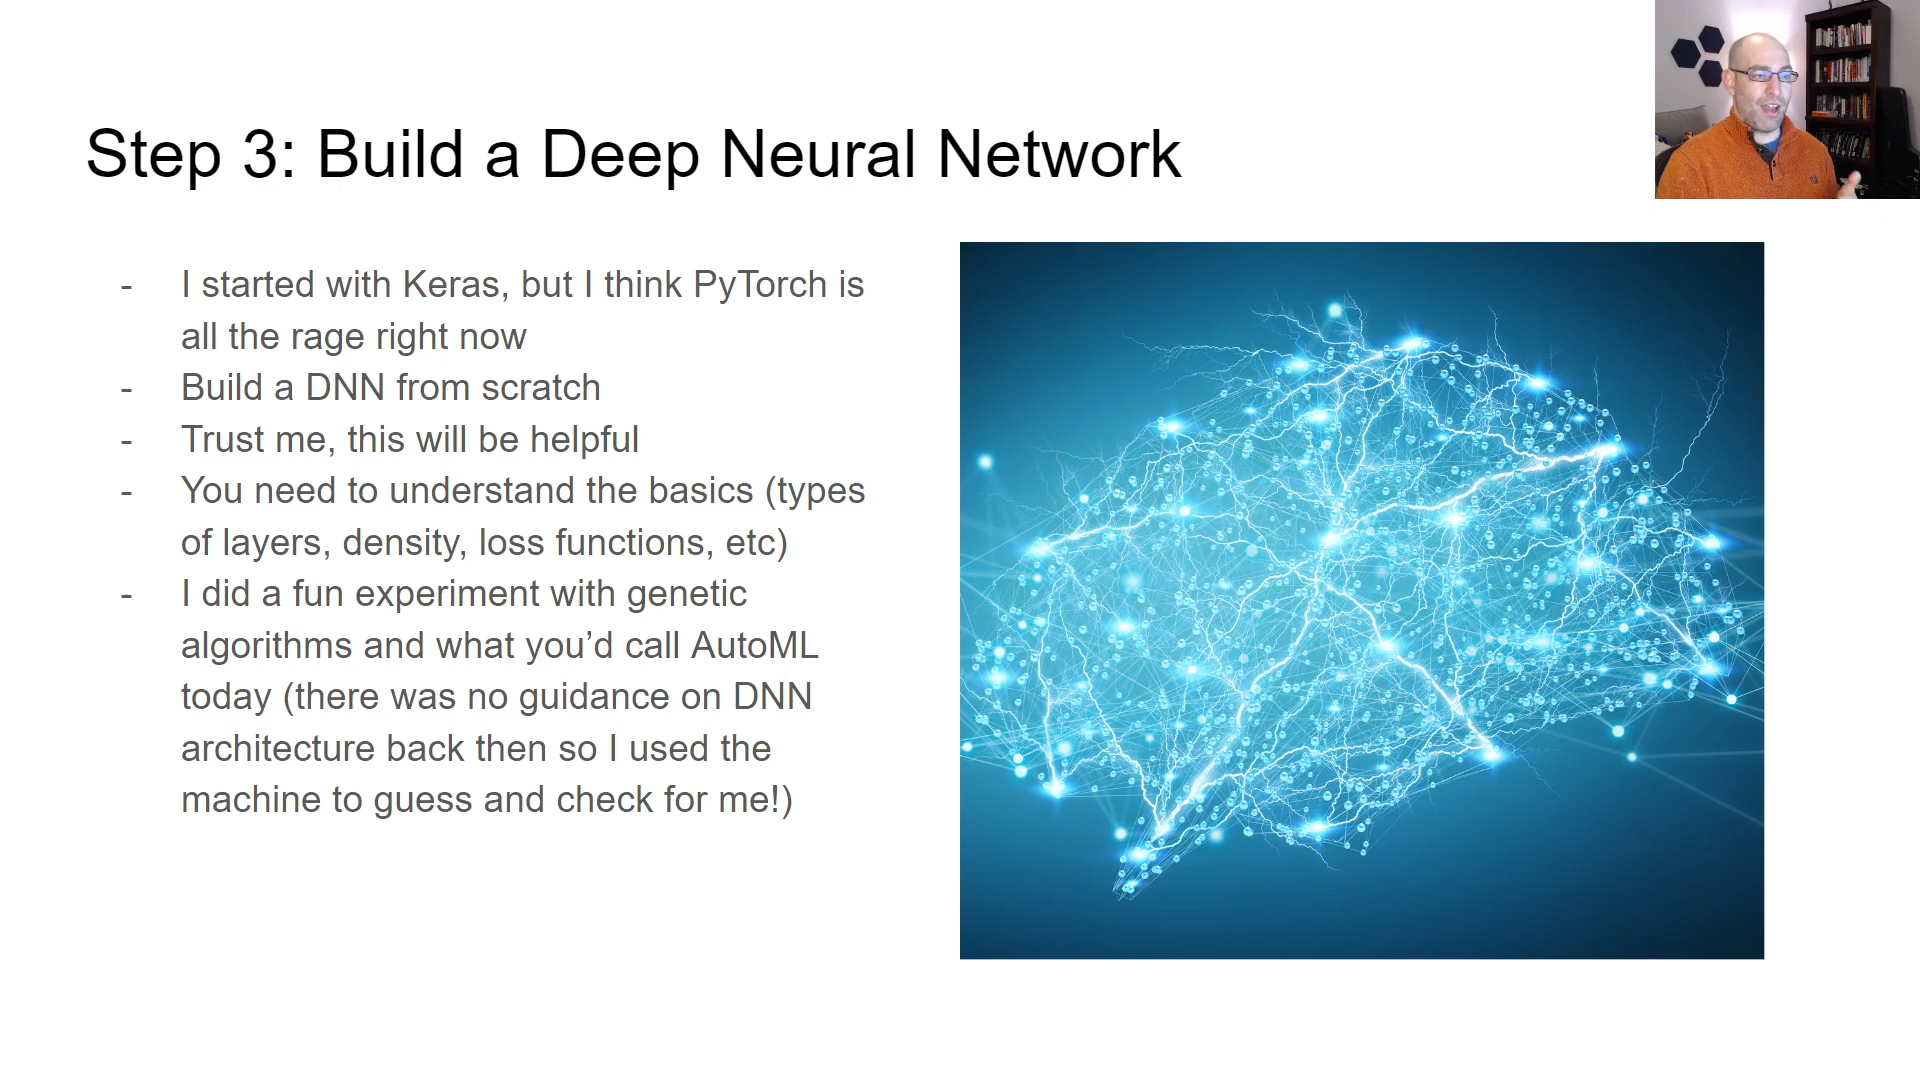 Step 3: Build a Deep Neural Network
- I started with Keras, but I think PyTorch is
all the rage right now
- Build a DNN from scratch
- Trust me, this will be helpful
- You need to understand the basics (types
of layers, density, loss functions, etc)
- I did a fun experiment with genetic
algorithms and what you’d call AutoML
today (there was no guidance on DNN
architecture back then so I used the
machine to guess and check for me!)